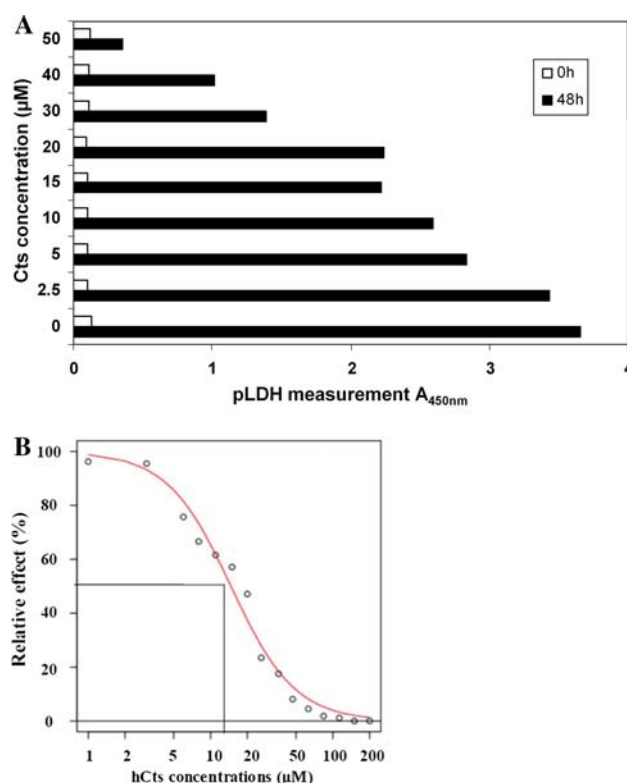 A
Cts concentration (µM)
50
40
30
20
15
10
5
2.5
0
0h
48h
0 1 2 3 4
pLDH measurement A450nm
B
Relative effect (%)
100
80
60
40
20
0
1 2 5 10 20 50 100 200
hCts concentrations (µM)